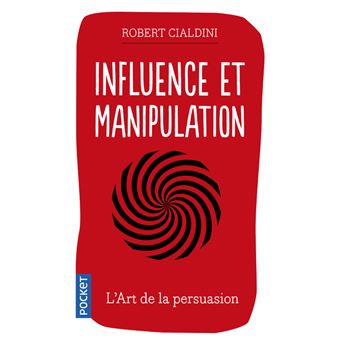 ROBERT CIALDINI
INFLUENCE ET
MANIPULATION
L'Art de la persuasion
POCKET